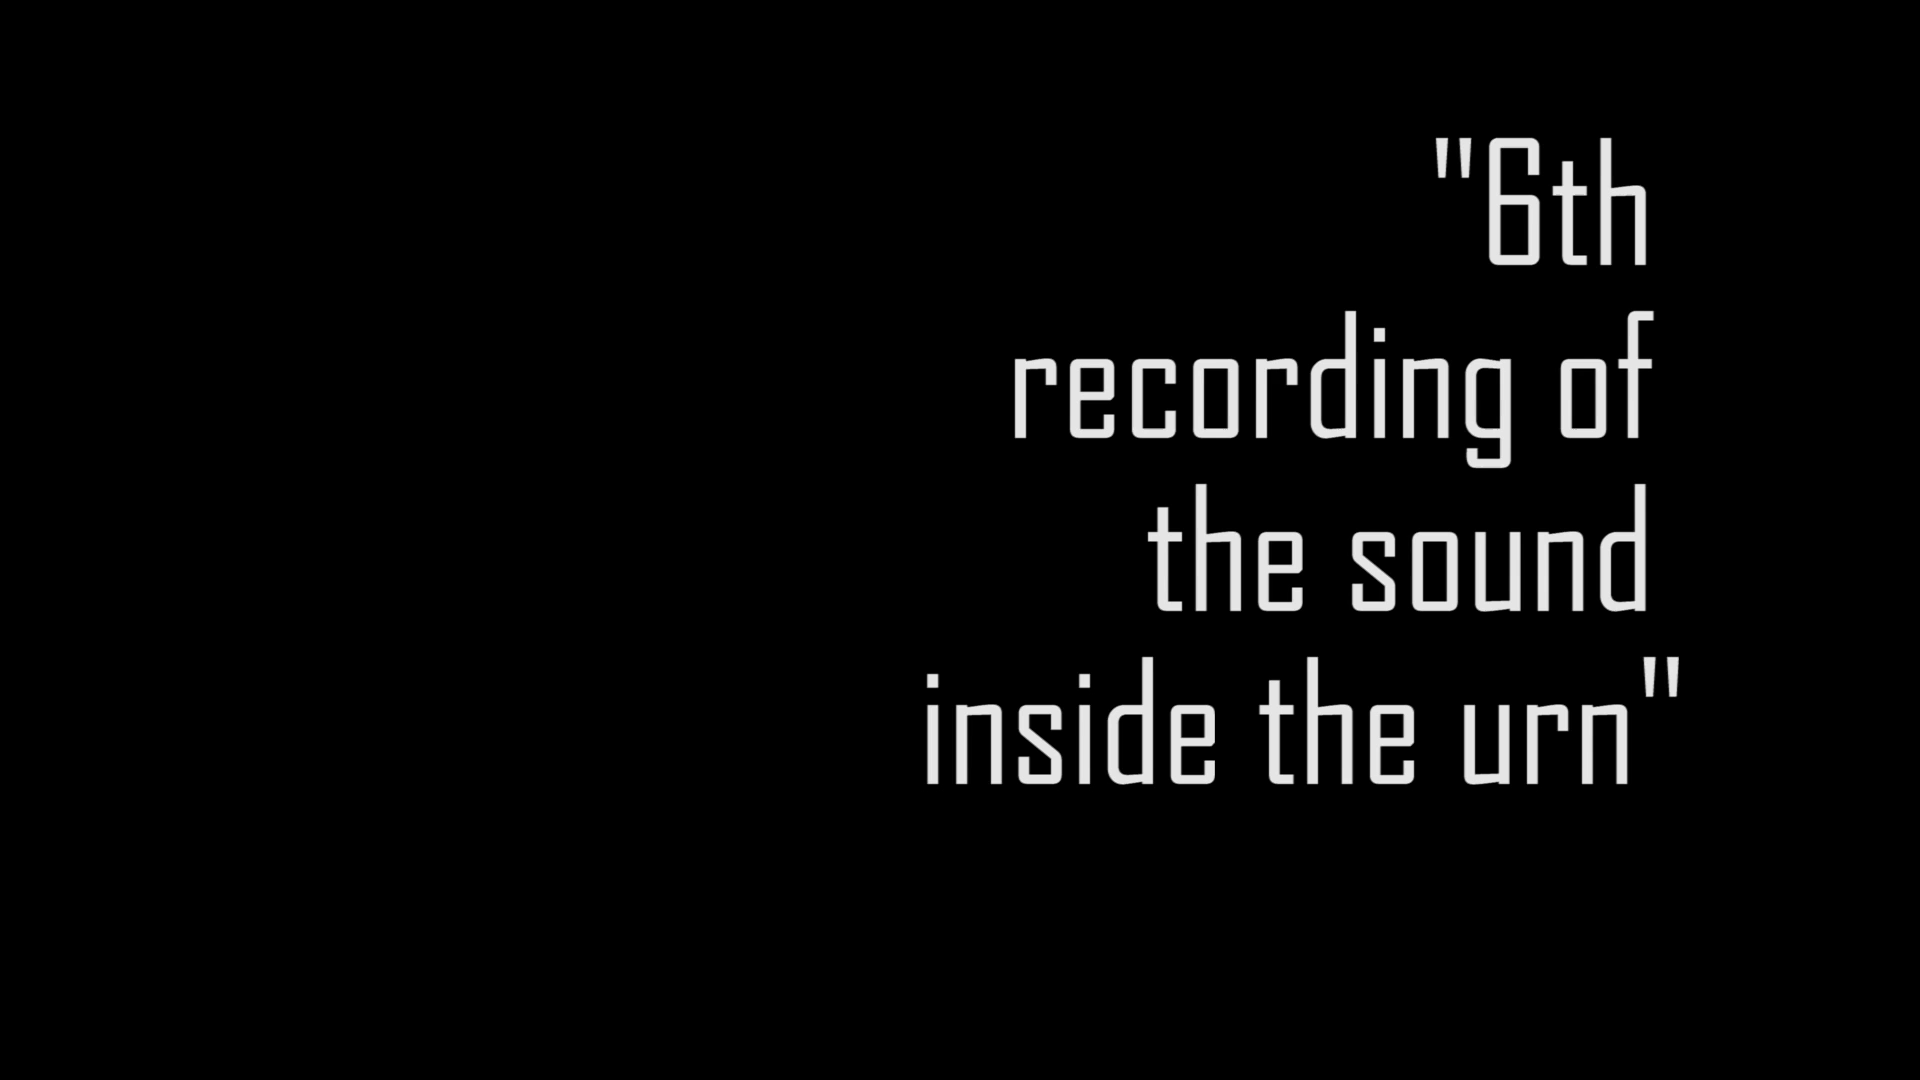 "6th
recording of
the sound
inside the urn"